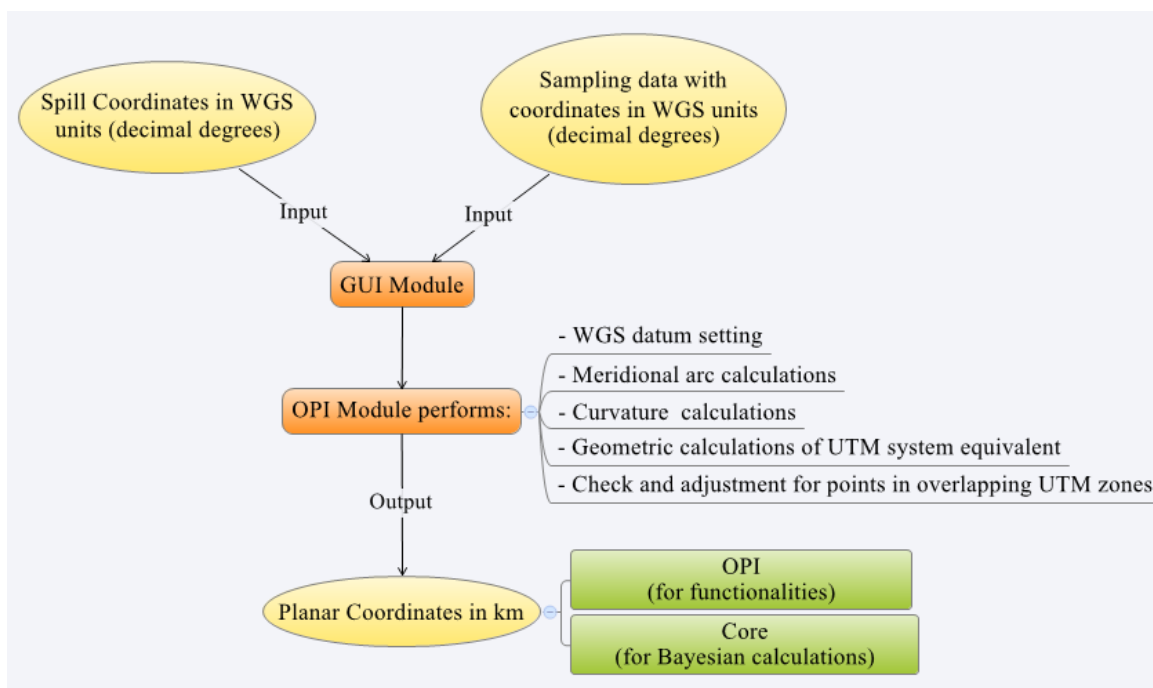 Spill Coordinates in WGS
units (decimal degrees)
Sampling data with
coordinates in WGS units
(decimal degrees)
Input
Input
GUI Module
OPI Module performs:
- WGS datum setting
- Meridional arc calculations
- Curvature calculations
- Geometric calculations of UTM system equivalent
- Check and adjustment for points in overlapping UTM zones
Output
Planar Coordinates in km
OPI
(for functionalities)
Core
(for Bayesian calculations)